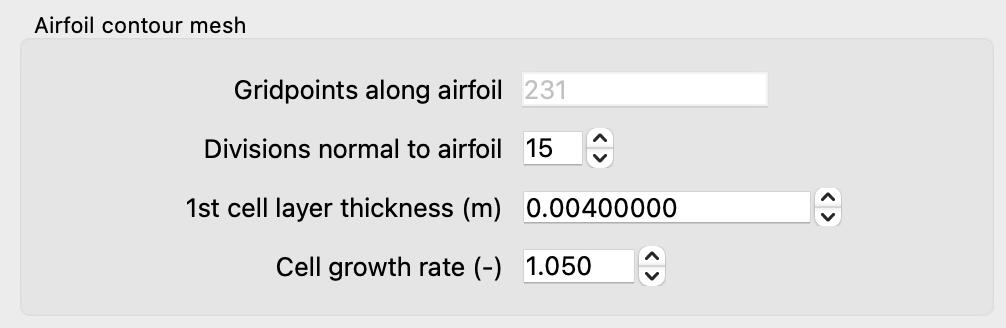 Airfoil contour mesh
Gridpoints along airfoil 231
Divisions normal to airfoil 15
1st cell layer thickness (m) 0.00400000
Cell growth rate (-) 1.050